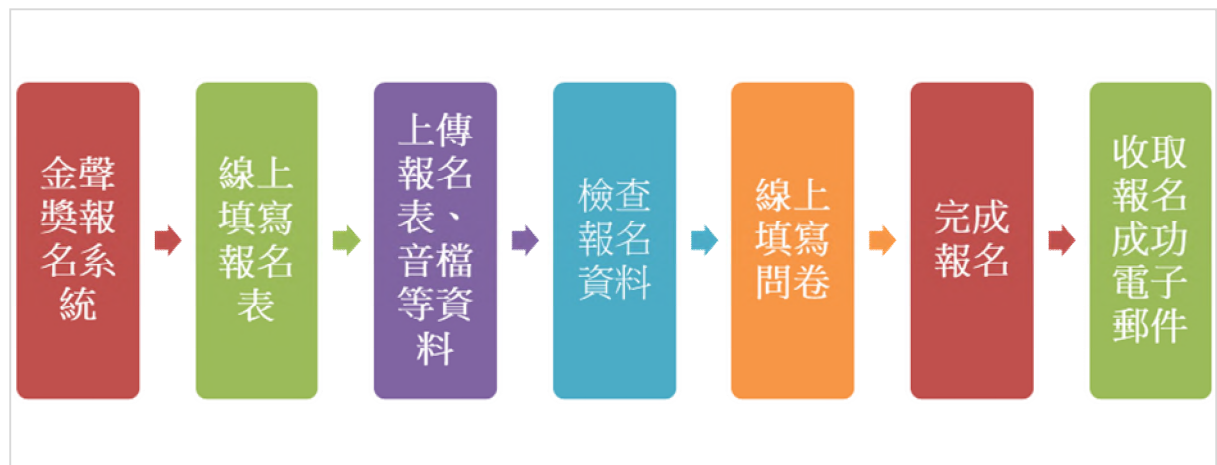 金聲
獎報
名系
統
線上
填寫
報名
表
上傳
報名
表、
音檔
等資
料
檢查
報名
資料
線上
填寫
問卷
完成
報名
收取
報名
成功
電子
郵件